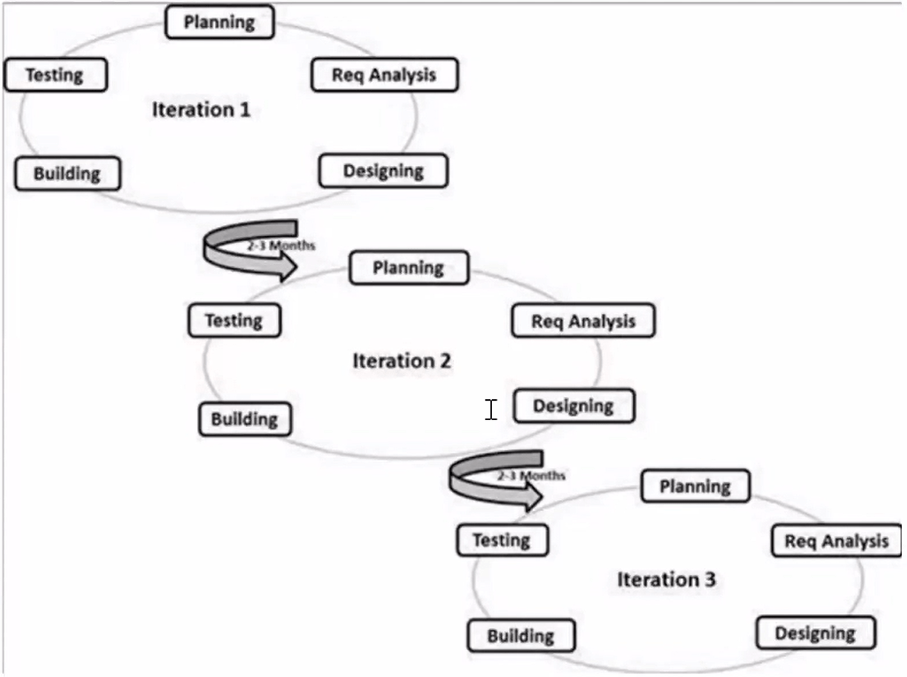 Planning
Testing
Req Analysis
Iteration 1
Building
Designing
2-3 Months
Planning
Testing
Req Analysis
Iteration 2
Building
Designing
2-3 Months
Planning
Testing
Req Analysis
Iteration 3
Building
Designing